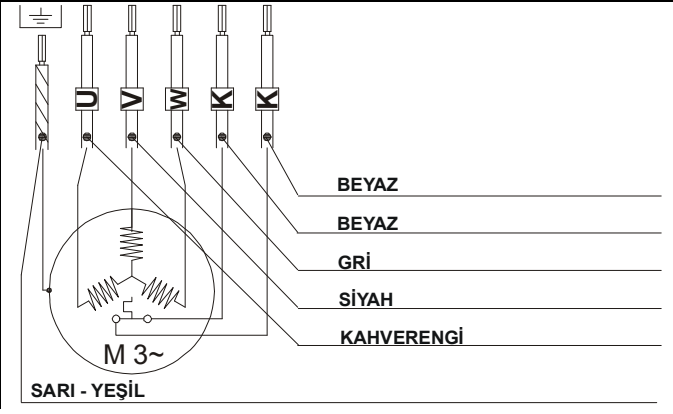 U V W K K
BEYAZ
BEYAZ
GRİ
SİYAH
KAHVERENGİ
M 3~
SARI - YEŞİL